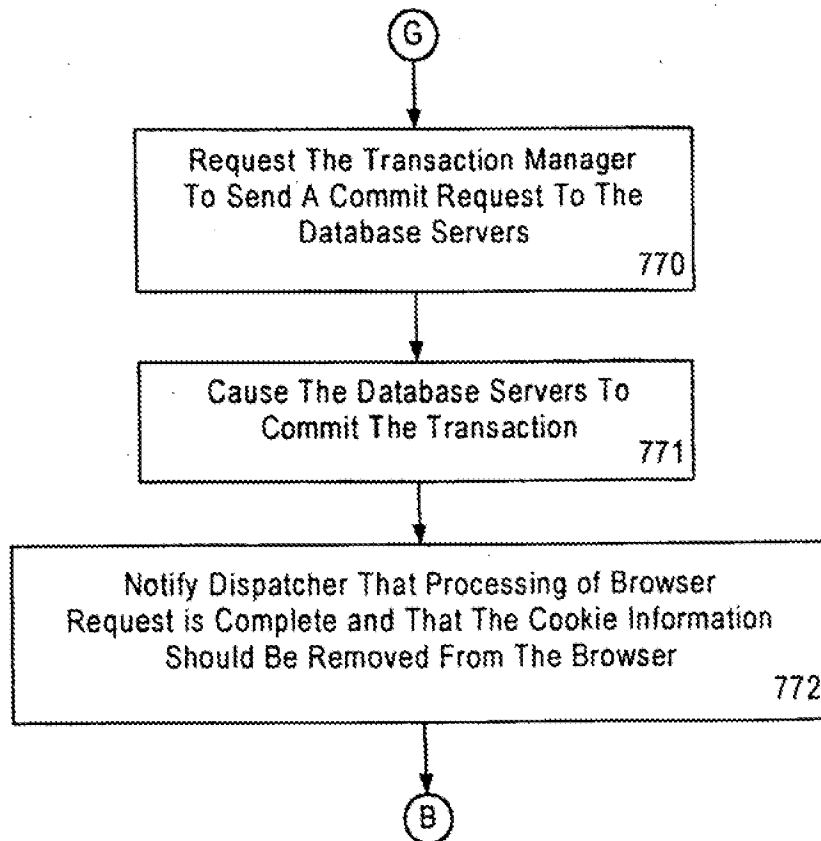 G
Request The Transaction Manager
To Send A Commit Request To The
Database Servers
770
Cause The Database Servers To
Commit The Transaction
771
Notify Dispatcher That Processing of Browser
Request is Complete and That The Cookie Information
Should Be Removed From The Browser
772
B